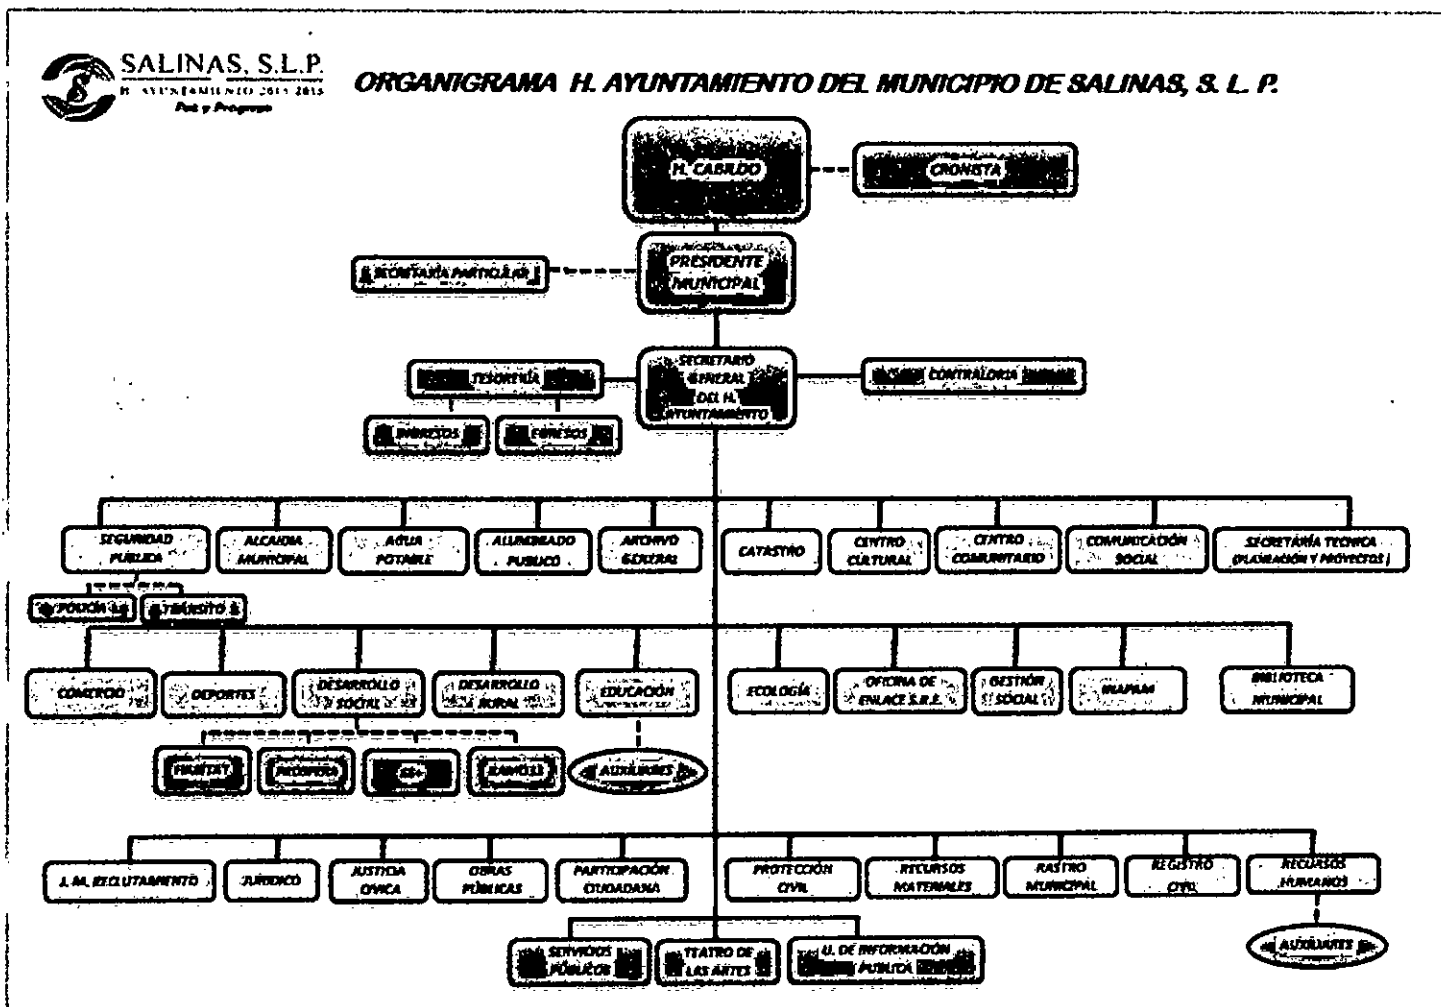 SALINAS, S.L.P.
H. AYUNTAMIENTO
Paz y Progreso
ORGANIGRAMA H. AYUNTAMIENTO DEL MUNICIPIO DE SALINAS, S. L. P.
H. CABILDO
CRONISTA
PRESIDENTE
MUNICIPAL
SECRETARÍA PARTICULAR
SECRETARIO
GENERAL
DEL H.
AYUNTAMIENTO
TESORERÍA
CONTRALORIA
INGRESOS
EGRESOS
SEGURIDAD
PÚBLICA
ALCALDIA
MUNICIPAL
AGUA
POTABLE
ALUMBRADO
PUBLICO
ARCHIVO
GENERAL
CATASTRO
CENTRO
CULTURAL
CENTRO
COMUNITARIO
COMUNICACIÓN
SOCIAL
SECRETARÍA TECNICA
(PLANEACIÓN Y PROYECTOS)
POLICÍA
TRÁNSITO
COMERCIO
DEPORTES
DESARROLLO
SOCIAL
DESARROLLO
RURAL
EDUCACIÓN
ECOLOGÍA
OFICINA DE
ENLACE S.R.E.
GESTIÓN
SOCIAL
INAPAM
BIBLIOTECA
MUNICIPAL
HABITAT
PROSPERA
65+
RAMO33
AUXILIARES
J. M. RECLUTAMIENTO
JURIDICO
JUSTICIA
CIVICA
OBRAS
PÚBLICAS
PARTICIPACIÓN
CIUDADANA
PROTECCIÓN
CIVIL
RECURSOS
MATERIALES
RASTRO
MUNICIPAL
REGISTRO
CIVIL
RECURSOS
HUMANOS
SERVICIOS
PÚBLICOS
TEATRO DE
LAS ARTES
U. DE INFORMACIÓN
PUBLICA
AUXILIARES